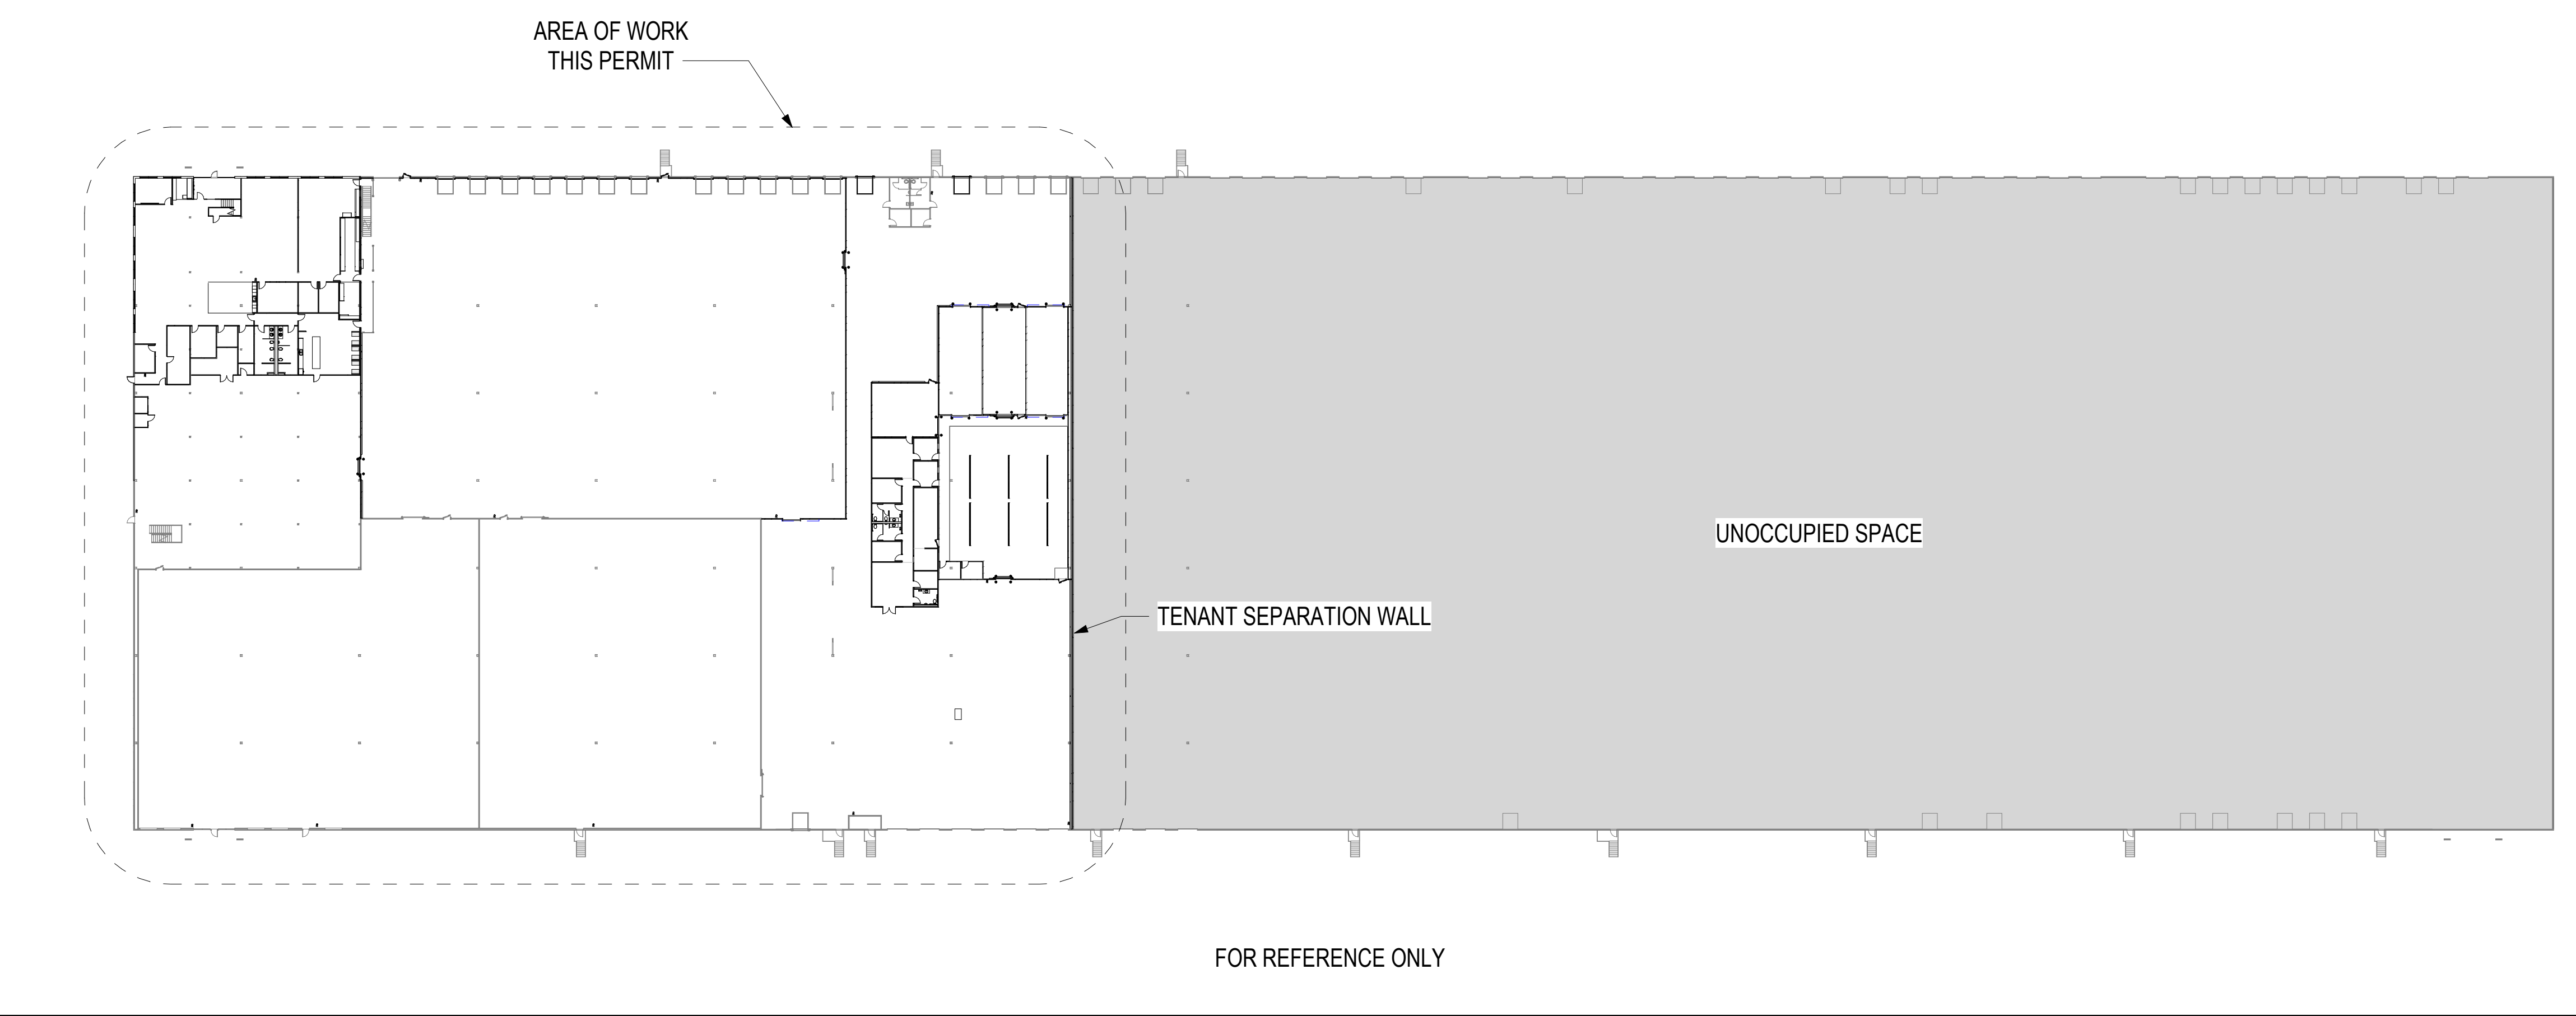 AREA OF WORK
THIS PERMIT
UNOCCUPIED SPACE
TENANT SEPARATION WALL
FOR REFERENCE ONLY